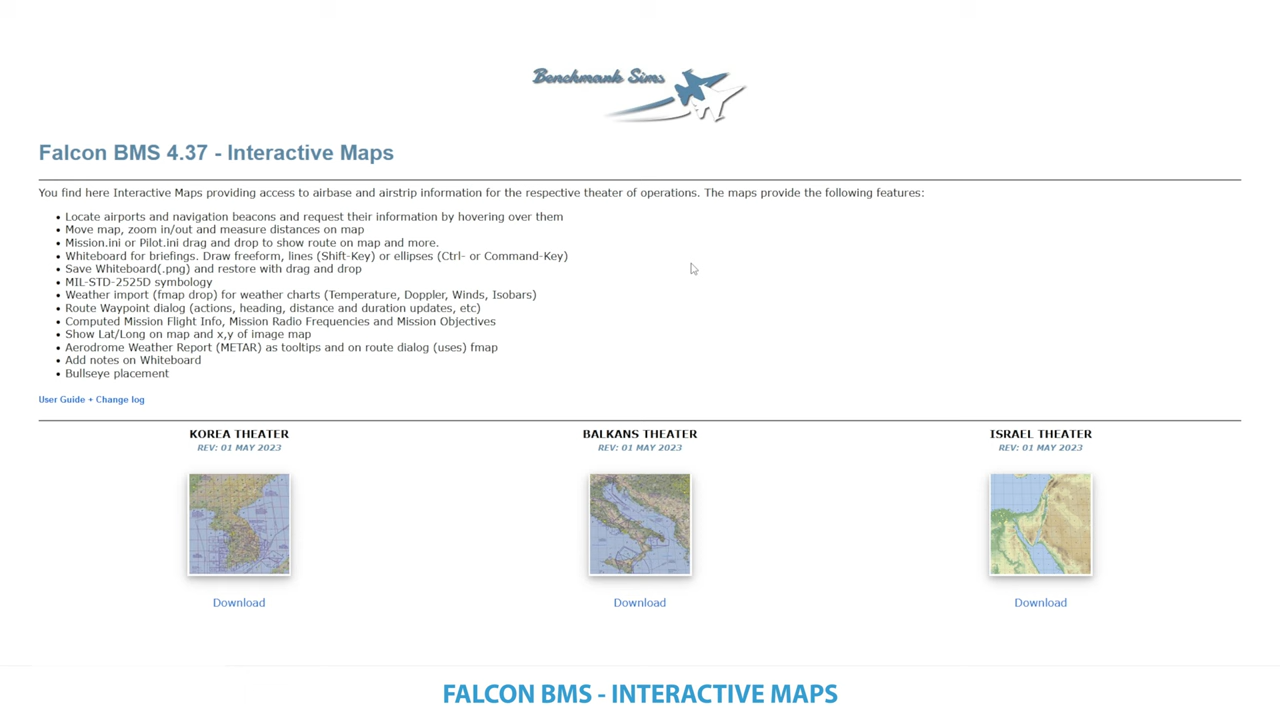 Benchmark Sims
Falcon BMS 4.37 - Interactive Maps
You find here Interactive Maps providing access to airbase and airstrip information for the respective theater of operations. The maps provide the following features:
• Locate airports and navigation beacons and request their information by hovering over them
• Move map, zoom in/out and measure distances on map
• Mission.ini or Pilot.ini drag and drop to show route on map and more.
• Whiteboard for briefings. Draw freeform, lines (Shift-Key) or ellipses (Ctrl- or Command-Key)
• Save Whiteboard(.png) and restore with drag and drop
• MIL-STD-2525D symbology
• Weather import (fmap drop) for weather charts (Temperature, Doppler, Winds, Isobars)
• Route Waypoint dialog (actions, heading, distance and duration updates, etc)
• Computed Mission Flight Info, Mission Radio Frequencies and Mission Objectives
• Show Lat/Long on map and x,y of image map
• Aerodrome Weather Report (METAR) as tooltips and on route dialog (uses) fmap
• Add notes on Whiteboard
• Bullseye placement
User Guide + Change log
KOREA THEATER
REV: 01 MAY 2023
Download
BALKANS THEATER
REV: 01 MAY 2023
Download
ISRAEL THEATER
REV: 01 MAY 2023
Download
FALCON BMS - INTERACTIVE MAPS